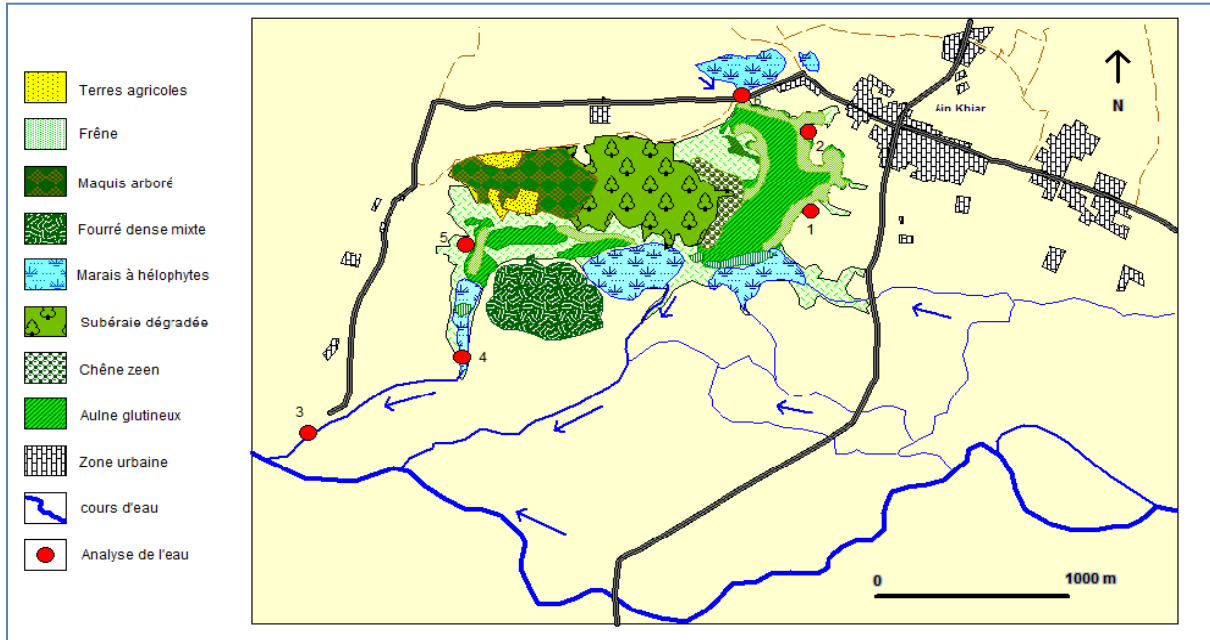 Terres agricoles
Frêne
Maquis arboré
Fourré dense mixte
Marais à hélophytes
Subéraie dégradée
Chêne zeen
Aulne glutineux
Zone urbaine
cours d'eau
Analyse de l'eau
6
Ain Khiar
N
2
1
5
4
3
0 1000 m